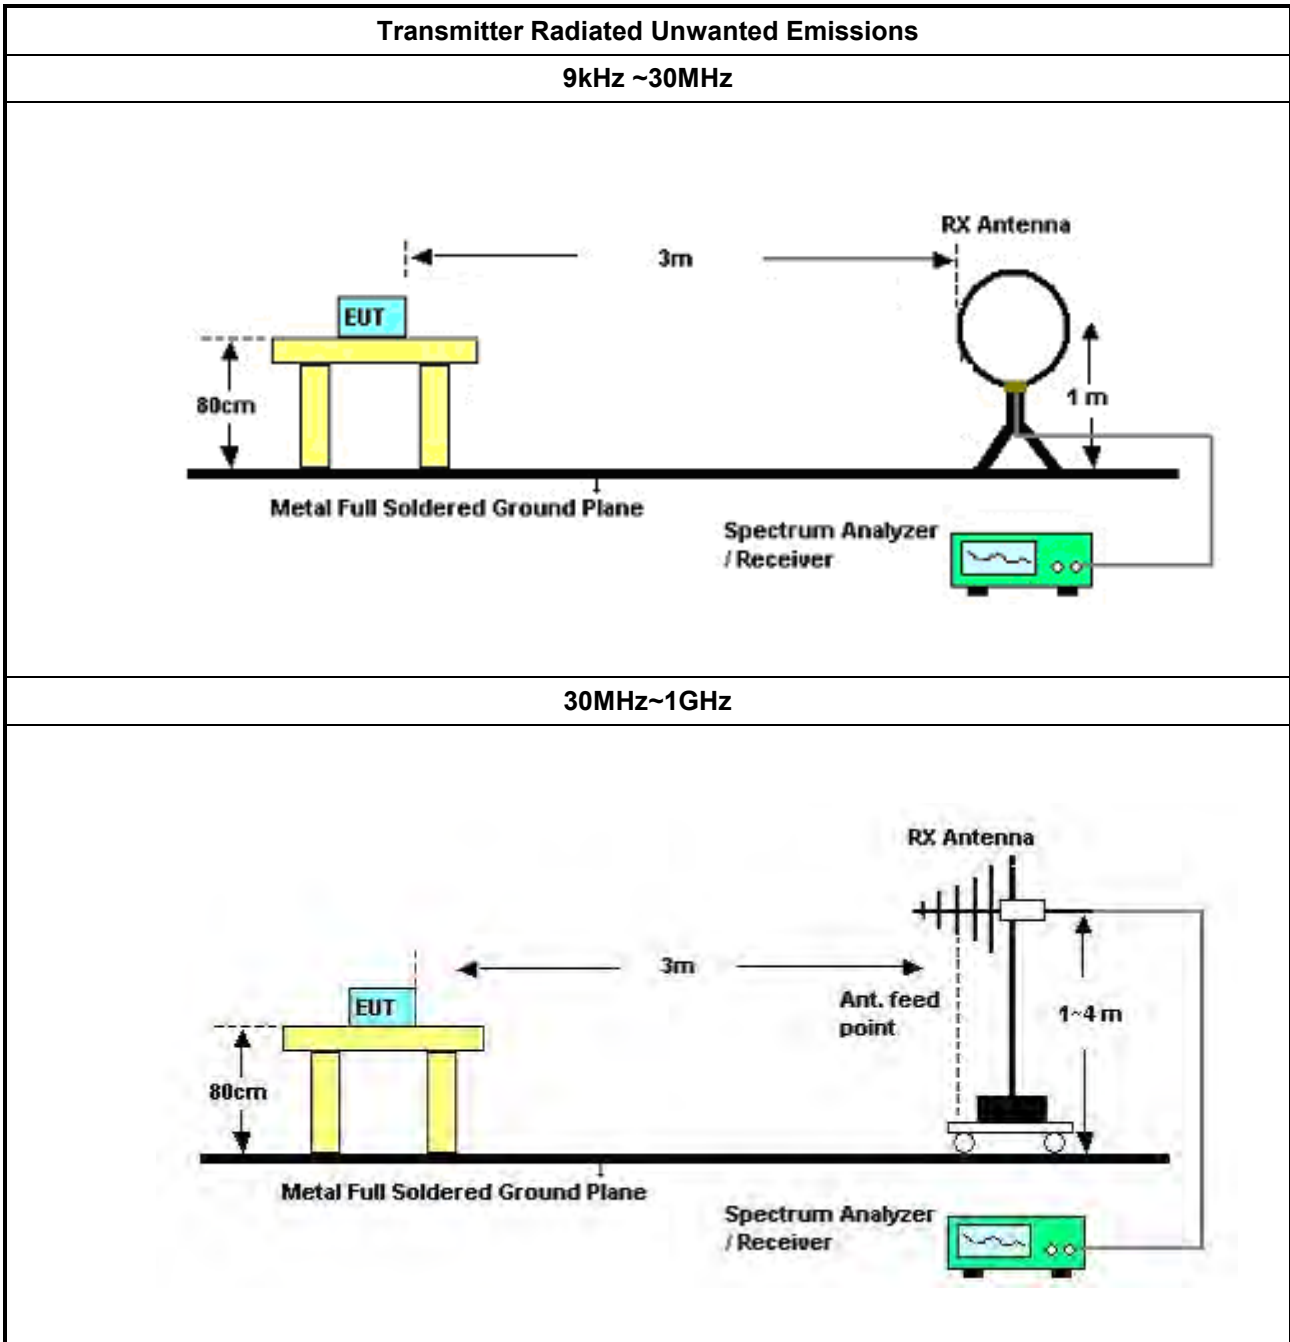 Transmitter Radiated Unwanted Emissions
9kHz ~30MHz
RX Antenna
3m
EUT
80cm
1 m
Metal Full Soldered Ground Plane
Spectrum Analyzer
/ Receiver
30MHz~1GHz
RX Antenna
3m
Ant. feed
point
EUT
1~4 m
80cm
Metal Full Soldered Ground Plane
Spectrum Analyzer
/ Receiver